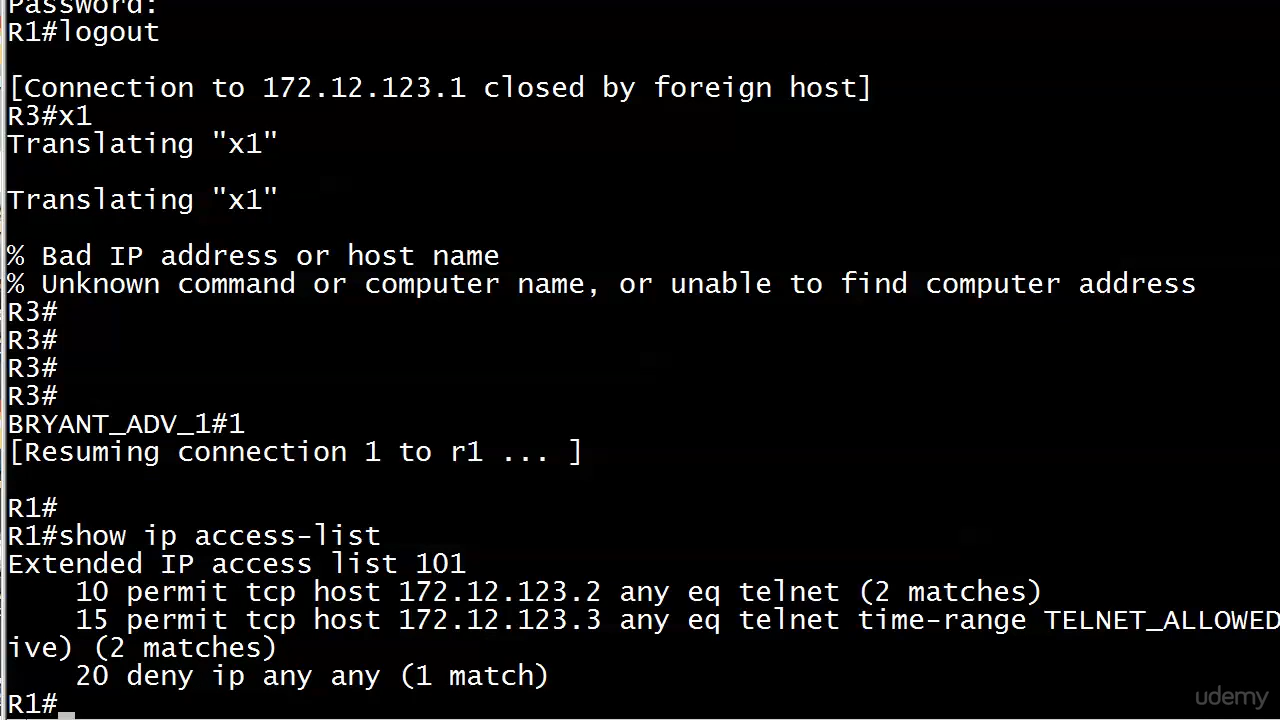 Password:
R1#logout
[Connection to 172.12.123.1 closed by foreign host]
R3#x1
Translating "x1"
Translating "x1"
% Bad IP address or host name
% Unknown command or computer name, or unable to find computer address
R3#
R3#
R3#
R3#
BRYANT_ADV_1#1
[Resuming connection 1 to r1 ... ]
R1#
R1#show ip access-list
Extended IP access list 101
10 permit tcp host 172.12.123.2 any eq telnet (2 matches)
15 permit tcp host 172.12.123.3 any eq telnet time-range TELNET_ALLOWED
ive) (2 matches)
20 deny ip any any (1 match)
R1#
udemy